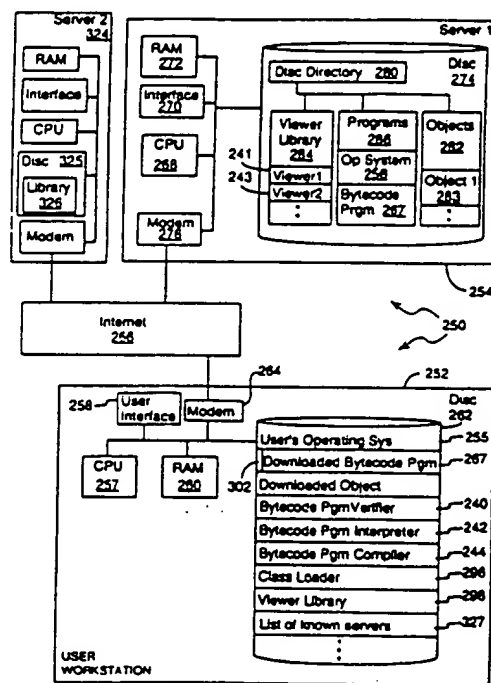 Server 2
324
RAM
Interface
CPU
Disc 325
Library
326
Modem
Server 1
RAM
272
Interface
270
CPU
268
Modem
276
Disc
274
Disc Directory 280
Viewer
Library
284
241
Viewer1
243
Viewer2
Programs
286
Op System
256
Bytecode
Prgm 267
Objects
282
Object 1
283
254
250
Internet
256
264
252
258
User
Interface
Modem
Disc
262
CPU
257
RAM
260
302
User's Operating Sys
255
Downloaded Bytecode Pgm
267
Downloaded Object
Bytecode PgmVerifier
240
Bytecode Pgm Interpreter
242
Bytecode Pgm Compiler
244
Class Loader
296
Viewer Library
298
List of known servers
327
USER
WORKSTATION